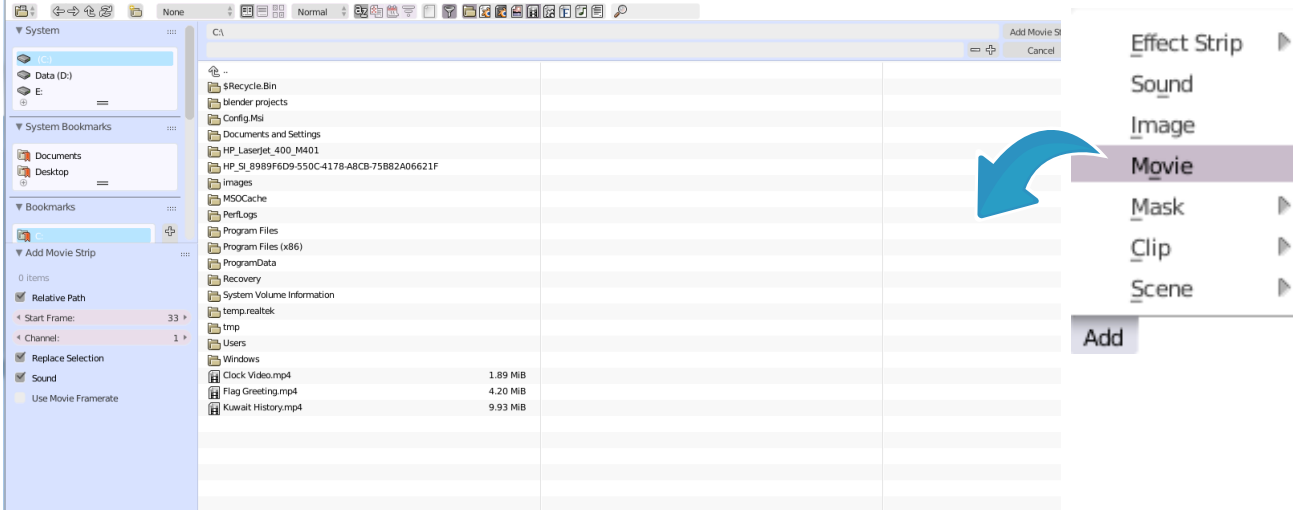 None
Normal
System
(C:)
Data (D:)
E:
System Bookmarks
Documents
Desktop
Bookmarks
C:
Add Movie Strip
0 items
Relative Path
Start Frame: 33
Channel: 1
Replace Selection
Sound
Use Movie Framerate
C:\
Add Movie St
Cancel
..
$Recycle.Bin
blender projects
Config.Msi
Documents and Settings
HP_LaserJet_400_M401
HP_SI_8989F6D9-550C-4178-A8CB-75B82A06621F
images
MSOCache
PerfLogs
Program Files
Program Files (x86)
ProgramData
Recovery
System Volume Information
temp.realtek
tmp
Users
Windows
Clock Video.mp4 1.89 MiB
Flag Greeting.mp4 4.20 MiB
Kuwait History.mp4 9.93 MiB
Effect Strip
Sound
Image
Movie
Mask
Clip
Scene
Add